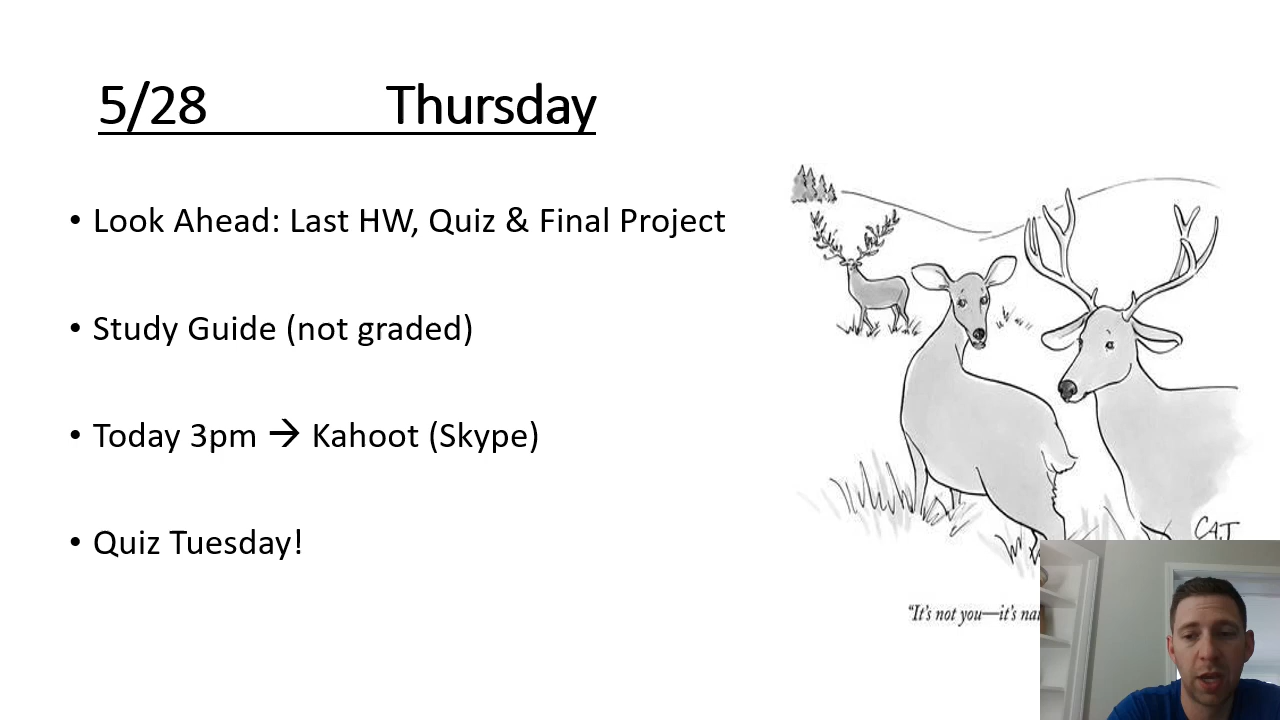 5/28 Thursday
• Look Ahead: Last HW, Quiz & Final Project
• Study Guide (not graded)
• Today 3pm → Kahoot (Skype)
• Quiz Tuesday!
CAT
"It's not you—it's